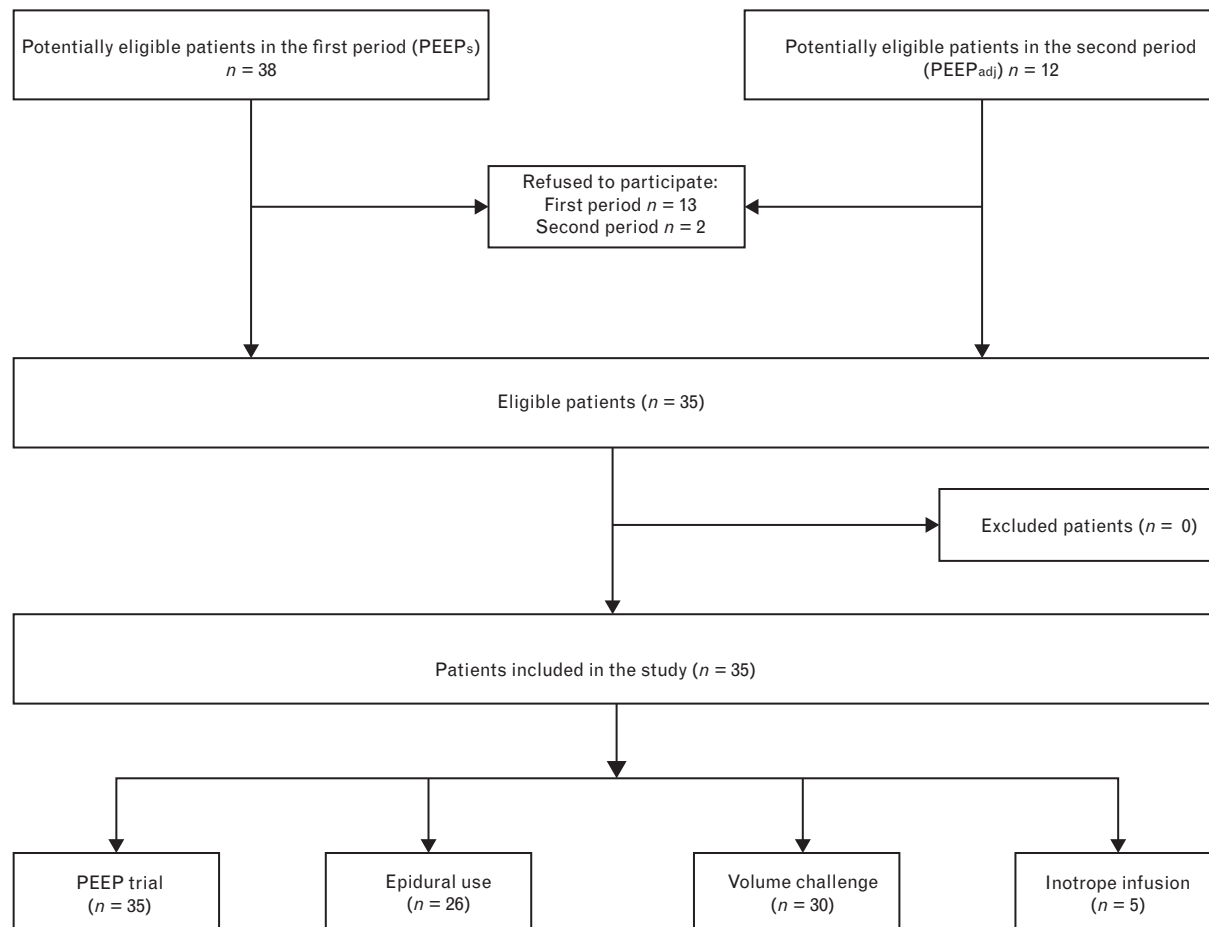 Potentially eligible patients in the first period (PEEPs)
n = 38
Potentially eligible patients in the second period
(PEEPadj) n = 12
Refused to participate:
First period n = 13
Second period n = 2
Eligible patients (n = 35)
Excluded patients (n = 0)
Patients included in the study (n = 35)
PEEP trial
(n = 35)
Epidural use
(n = 26)
Volume challenge
(n = 30)
Inotrope infusion
(n = 5)